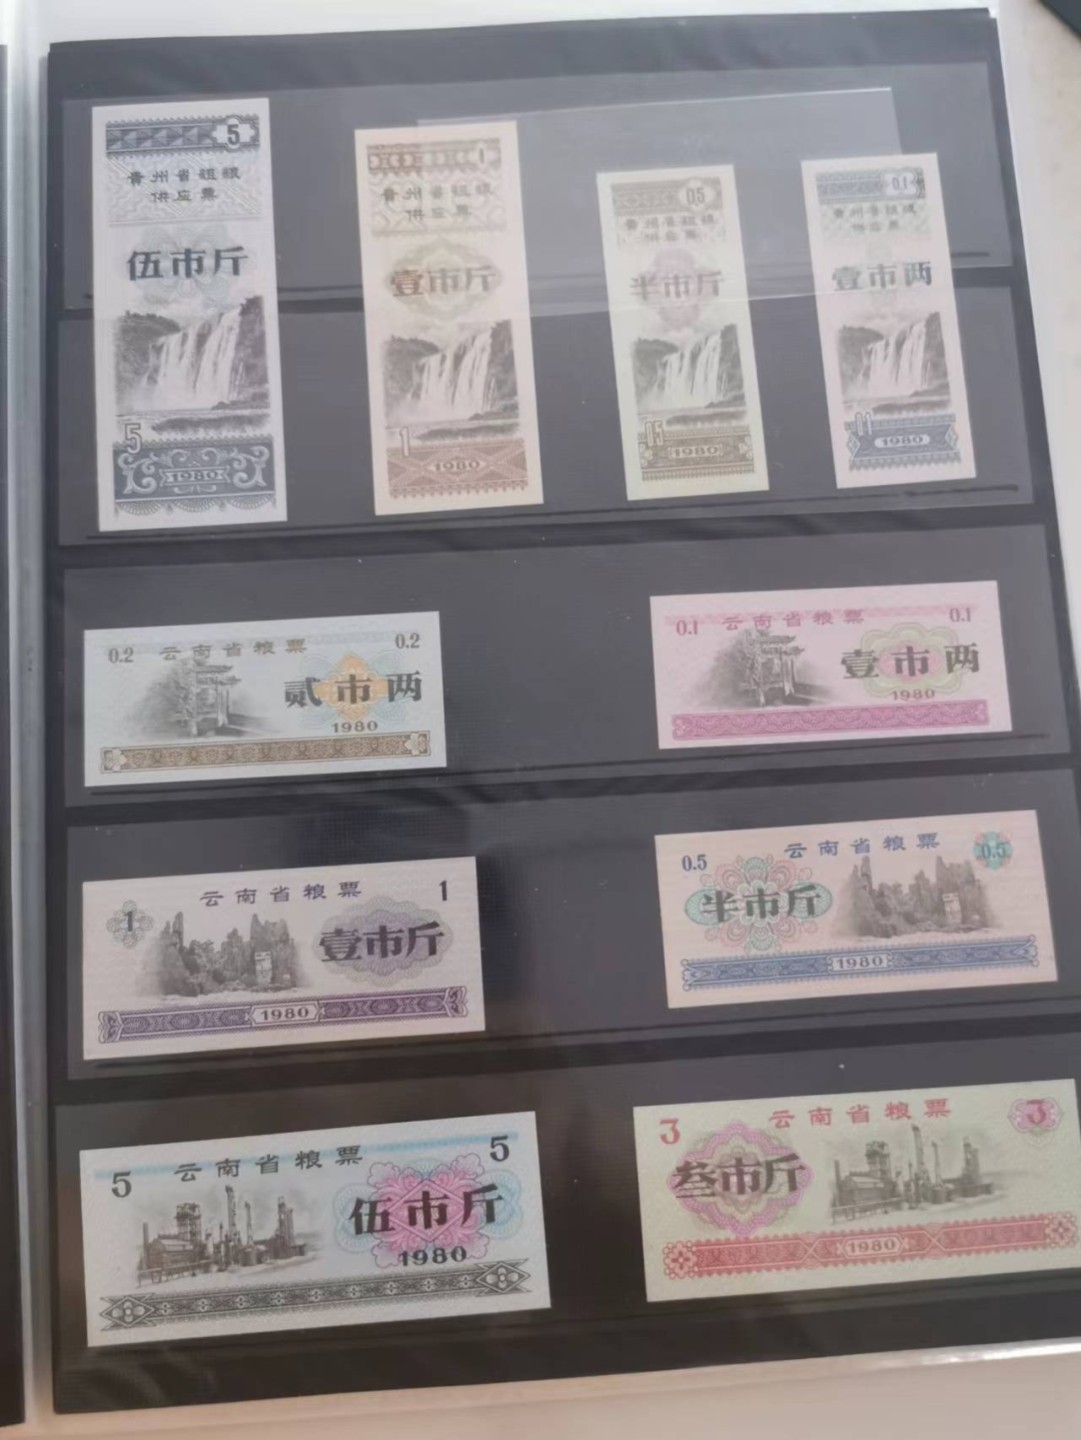 5
贵州省粗粮
供应票
伍市斤
5
1980
1
贵州省粗粮
供应票
壹市斤
1
1980
0.5
贵州省粗粮
供应票
半市斤
0.5
1980
0.1
贵州省粗粮
供应票
壹市两
0.1
1980
0.2 云南省粮票 0.2
贰市两
1980
0.1 云南省粮票 0.1
壹市两
1980
云南省粮票 1
1 壹市斤
1980
0.5 云南省粮票 0.5
半市斤
1980
5 云南省粮票 5
伍市斤
1980
3 云南省粮票 3
叁市斤
1980